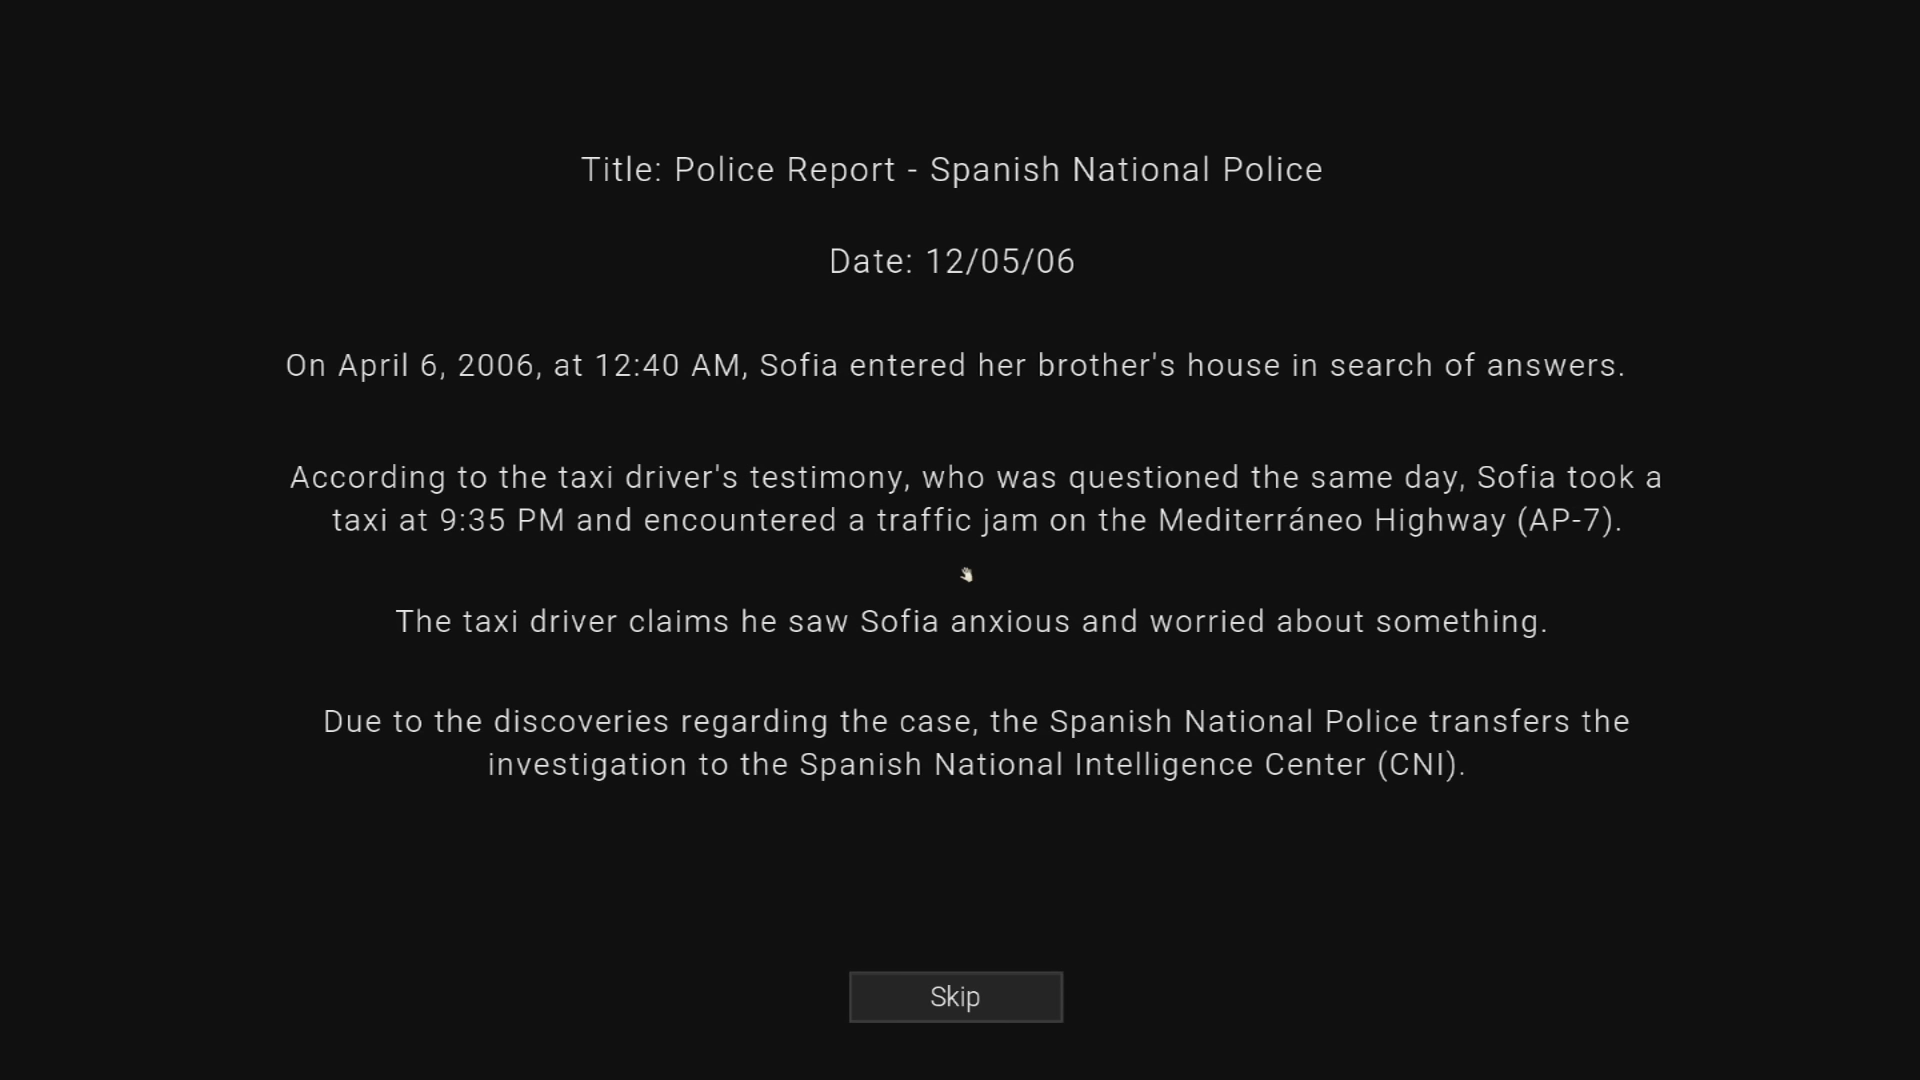 Title: Police Report - Spanish National Police
Date: 12/05/06
On April 6, 2006, at 12:40 AM, Sofia entered her brother's house in search of answers.
According to the taxi driver's testimony, who was questioned the same day, Sofia took a
taxi at 9:35 PM and encountered a traffic jam on the Mediterráneo Highway (AP-7).
The taxi driver claims he saw Sofia anxious and worried about something.
Due to the discoveries regarding the case, the Spanish National Police transfers the
investigation to the Spanish National Intelligence Center (CNI).
Skip